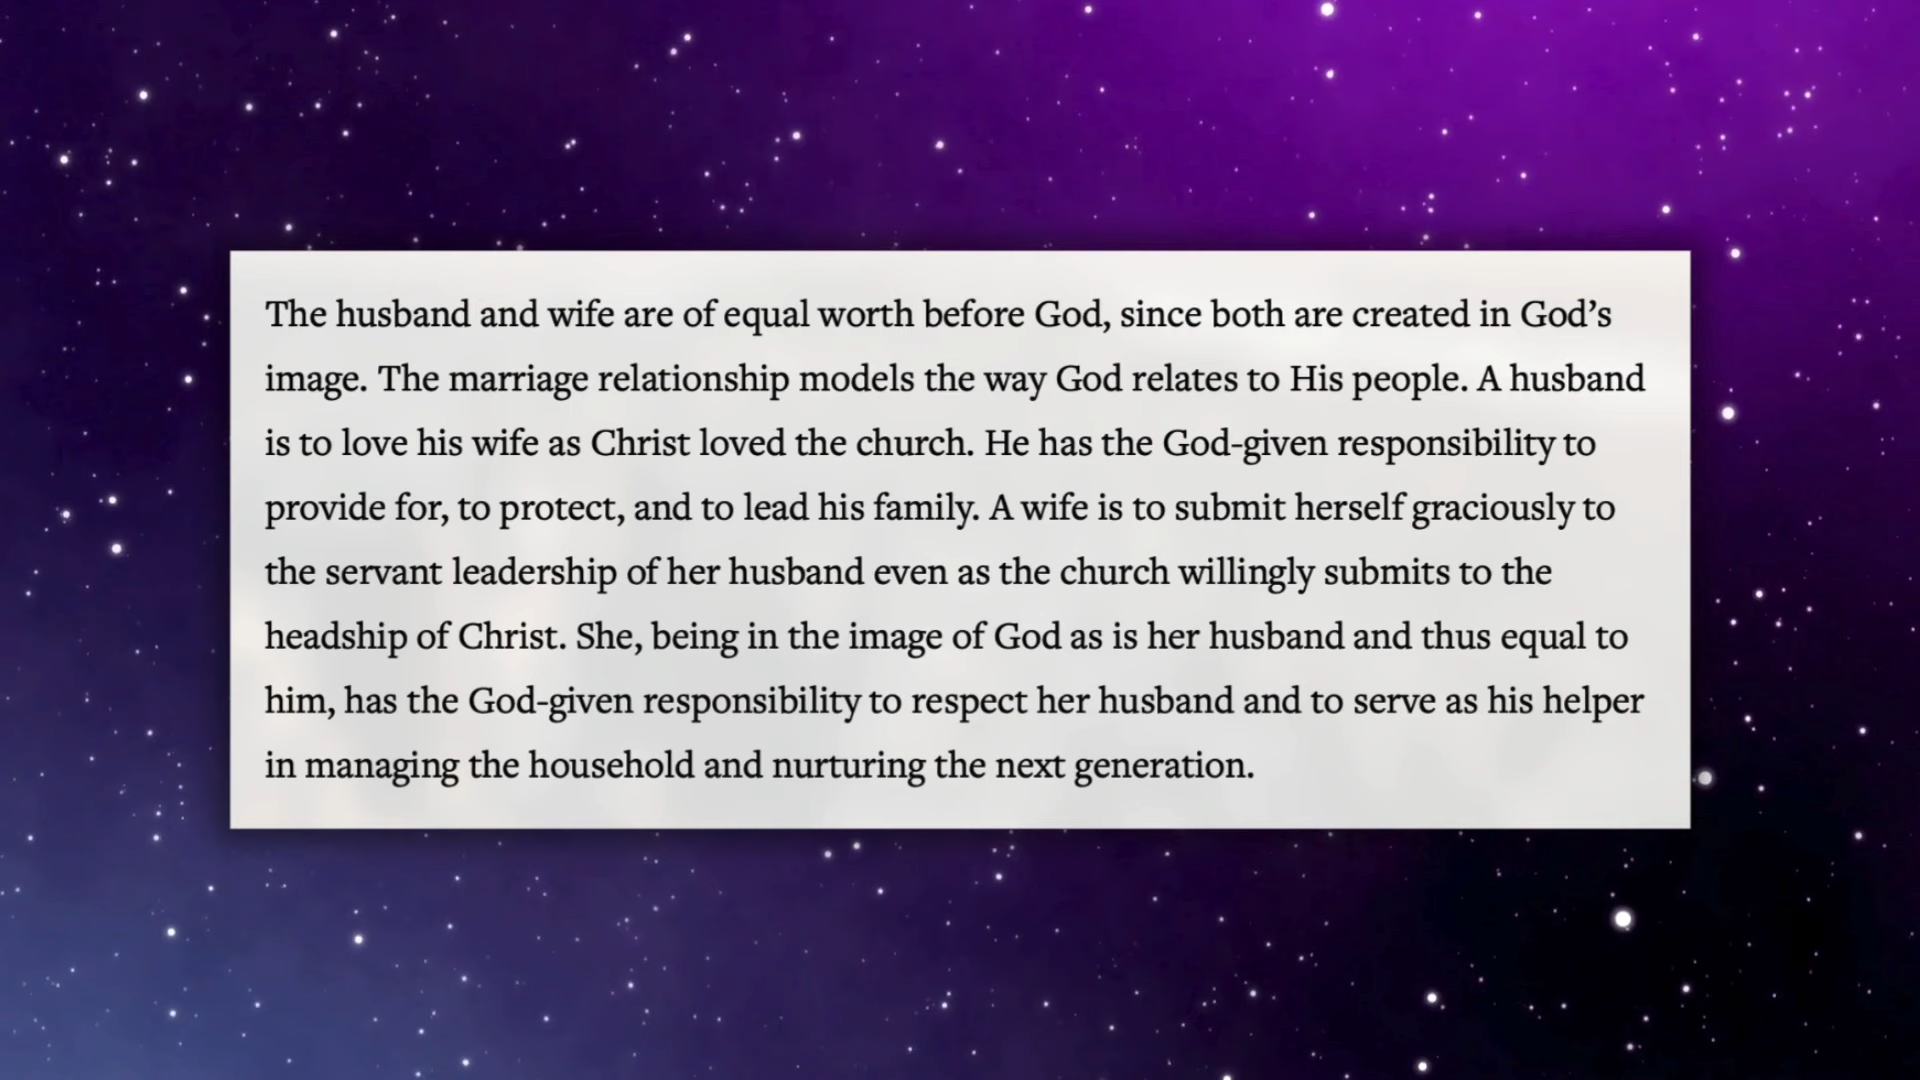 The husband and wife are of equal worth before God, since both are created in God’s
image. The marriage relationship models the way God relates to His people. A husband
is to love his wife as Christ loved the church. He has the God-given responsibility to
provide for, to protect, and to lead his family. A wife is to submit herself graciously to
the servant leadership of her husband even as the church willingly submits to the
headship of Christ. She, being in the image of God as is her husband and thus equal to
him, has the God-given responsibility to respect her husband and to serve as his helper
in managing the household and nurturing the next generation.